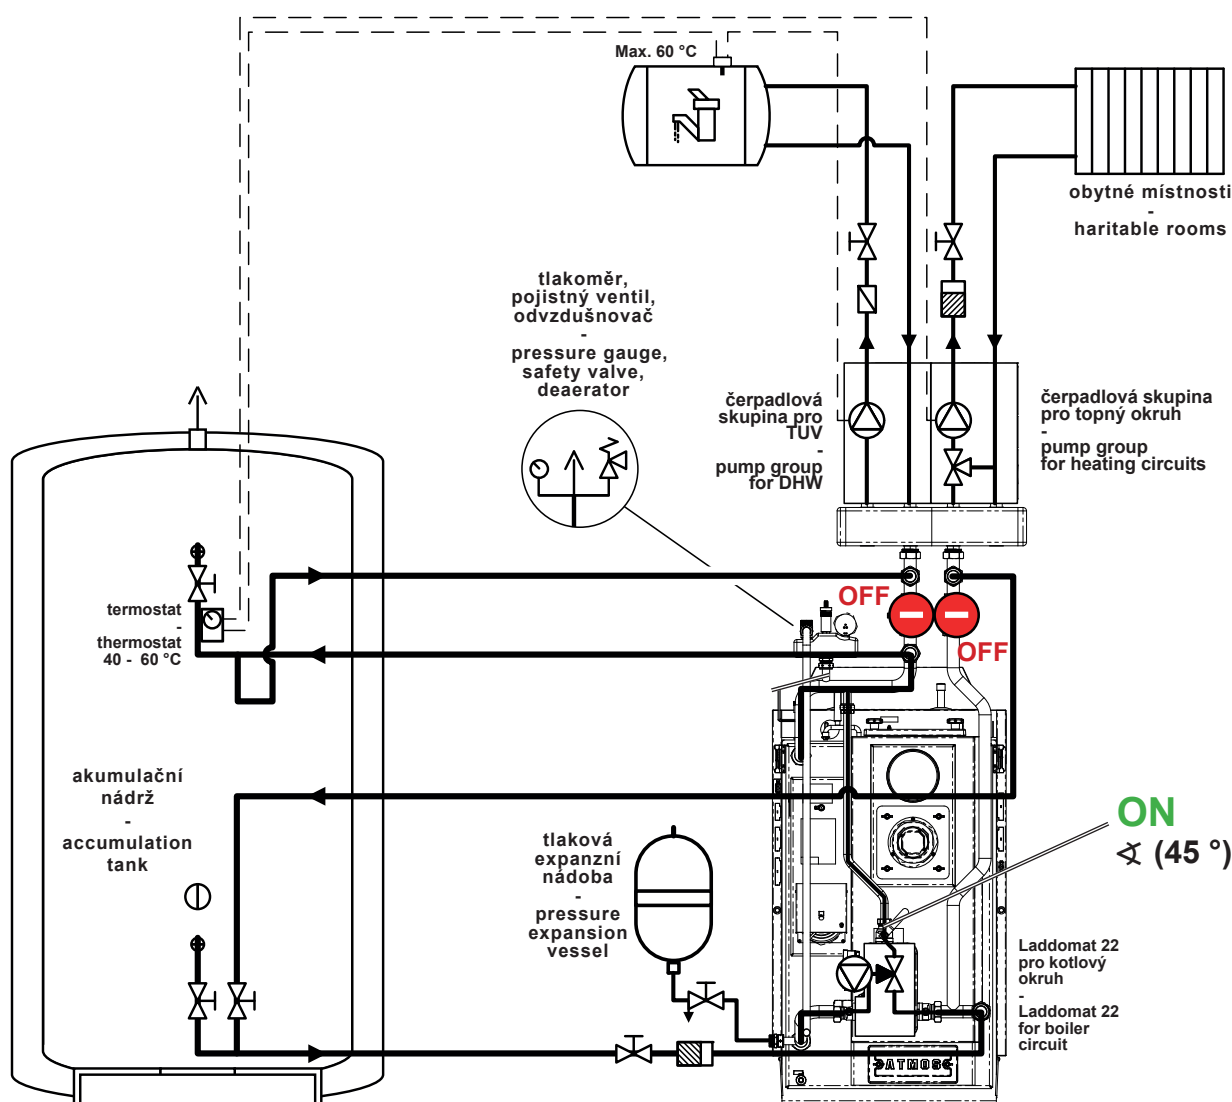 Max. 60 °C
obytné místnosti
-
haritable rooms
tlakoměr,
pojistný ventil,
odvzdušnovač
-
pressure gauge,
safety valve,
deaerator
čerpadlová
skupina pro
TUV
-
pump group
for DHW
čerpadlová skupina
pro topný okruh
-
pump group
for heating circuits
OFF
OFF
termostat
-
thermostat
40 - 60 °C
akumulační
nádrž
-
accumulation
tank
tlaková
expanzní
nádoba
-
pressure
expansion
vessel
ON
∢ (45 °)
Laddomat 22
pro kotlový
okruh
-
Laddomat 22
for boiler
circuit
ATMOS